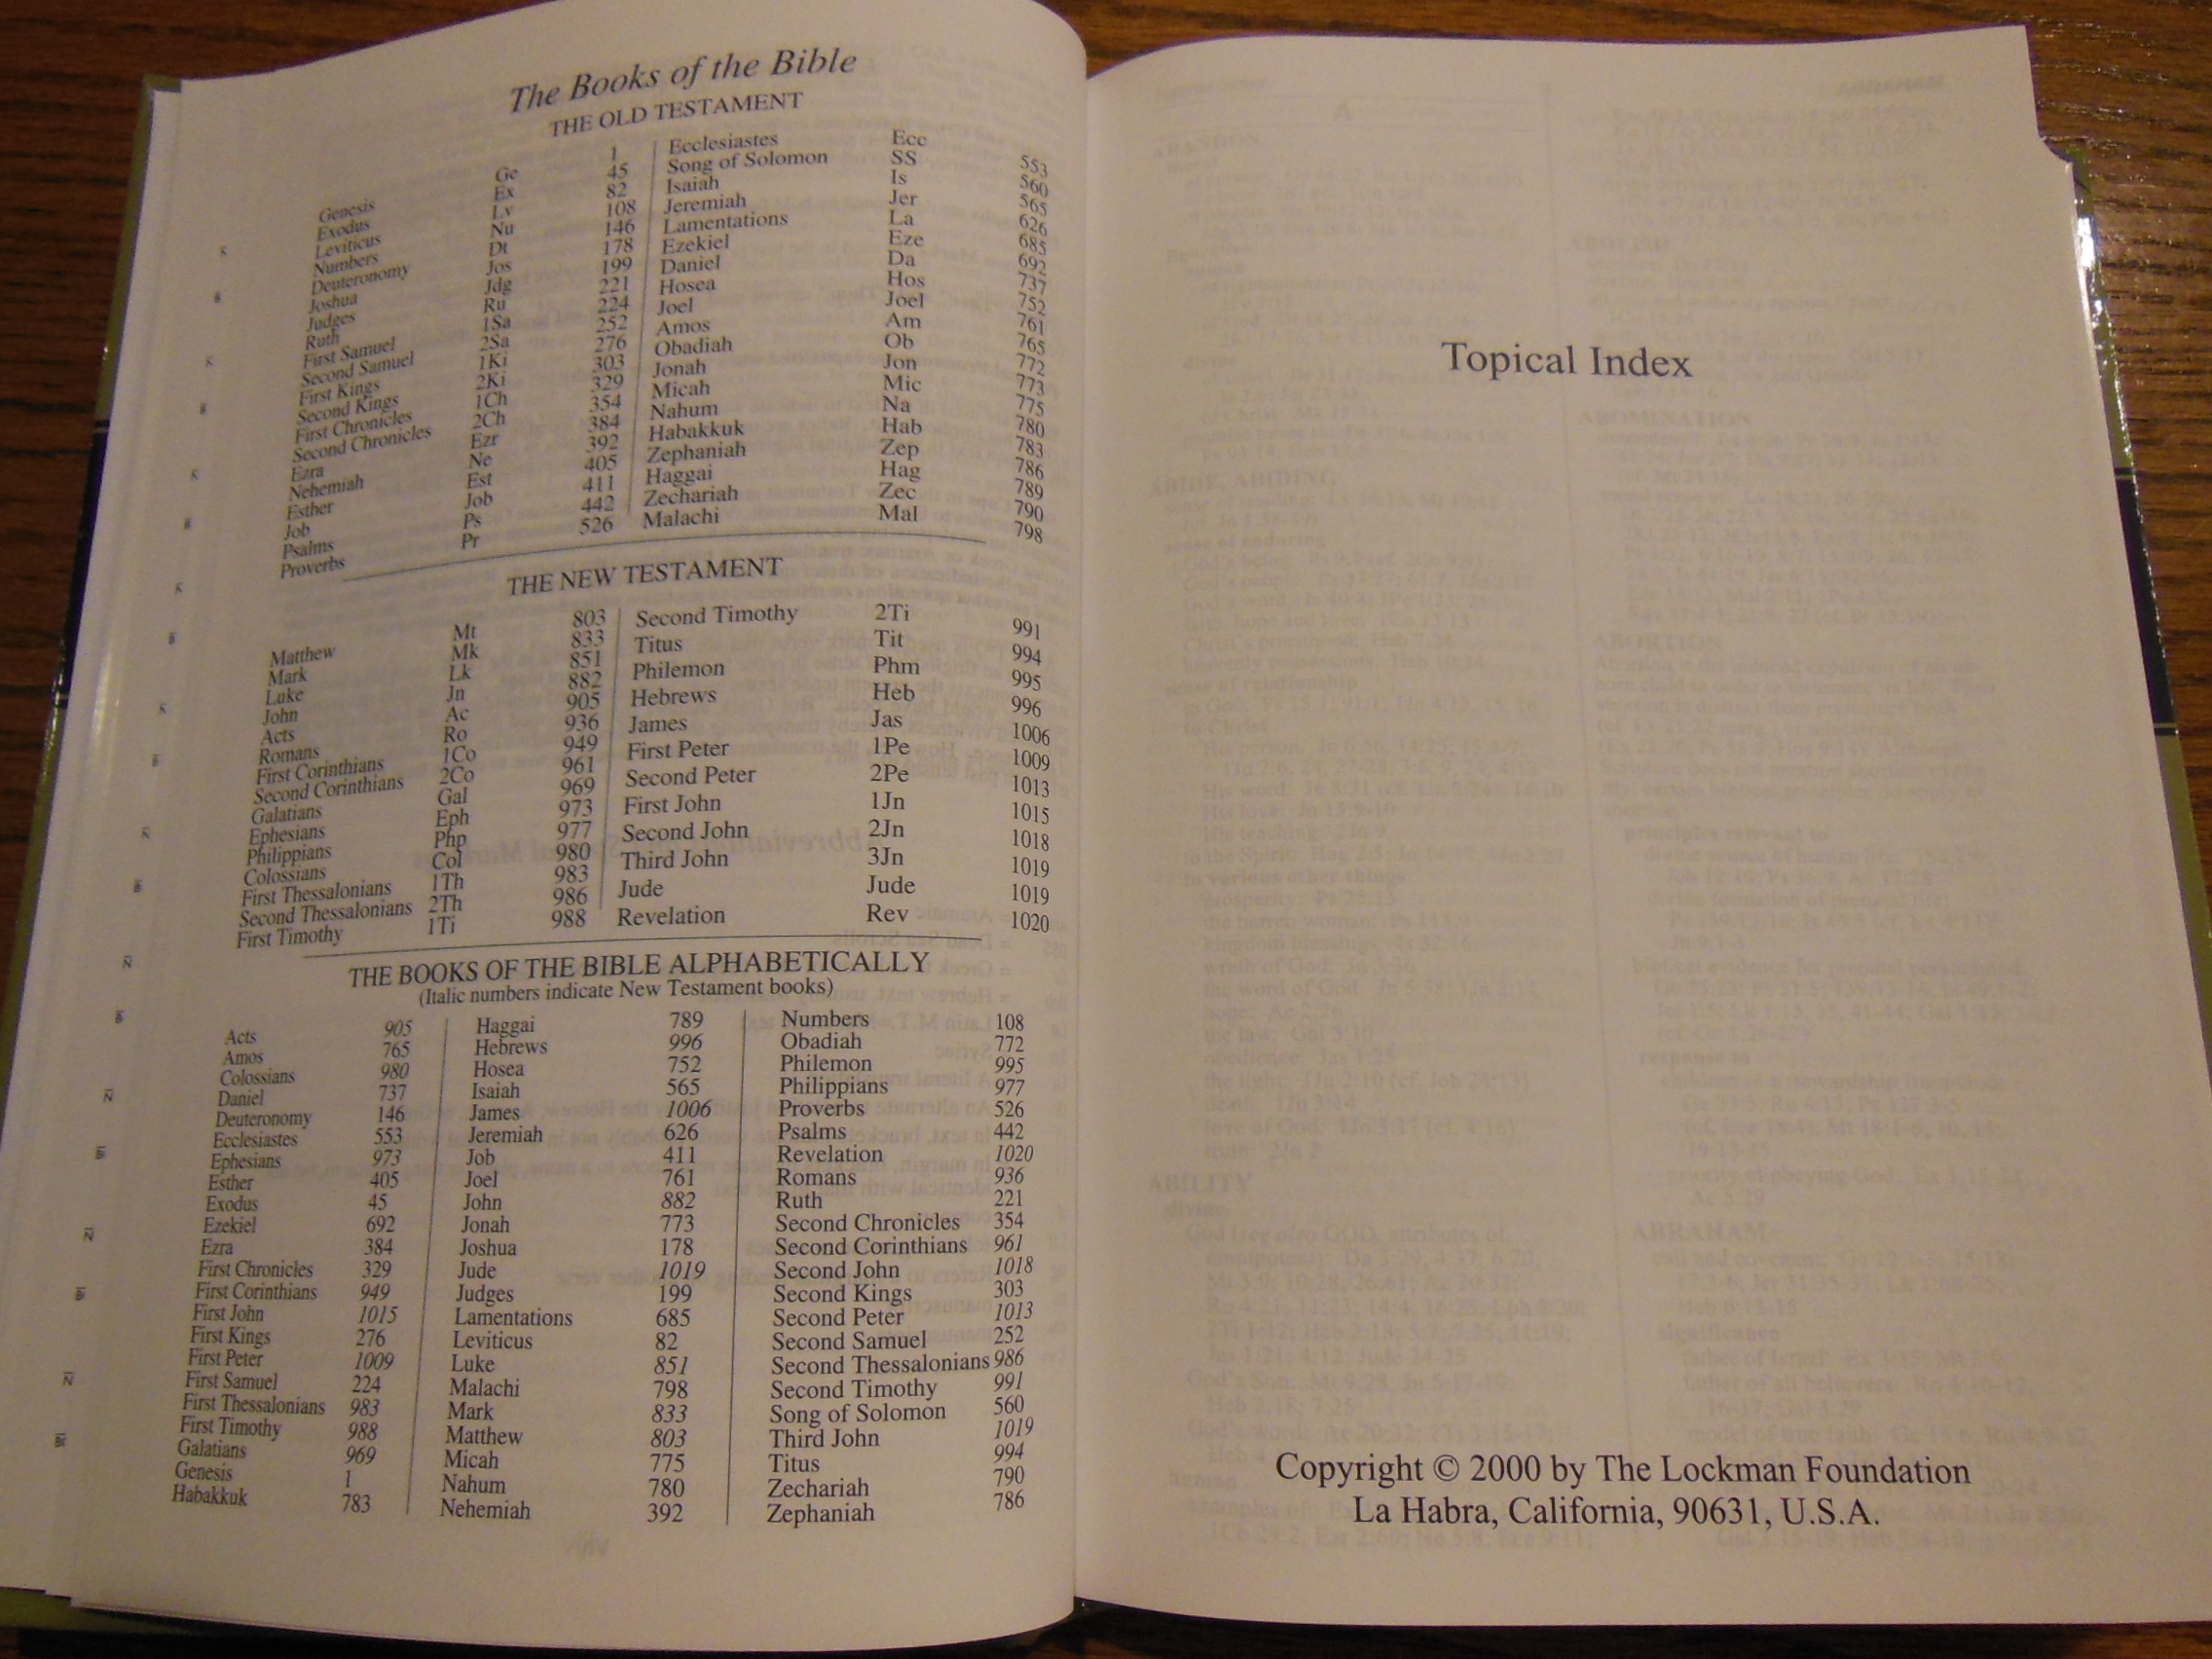 The Books of the Bible
THE OLD TESTAMENT
Genesis Ge 1
Exodus Ex 45
Leviticus Lv 82
Numbers Nu 108
Deuteronomy Dt 146
Joshua Jos 178
Judges Jdg 199
Ruth Ru 221
First Samuel 1Sa 224
Second Samuel 2Sa 252
First Kings 1Ki 276
Second Kings 2Ki 303
First Chronicles 1Ch 329
Second Chronicles 2Ch 354
Ezra Ezr 384
Nehemiah Ne 392
Esther Est 405
Job Job 411
Psalms Ps 442
Proverbs Pr 526
Ecclesiastes Ecc 553
Song of Solomon SS 560
Isaiah Is 565
Jeremiah Jer 626
Lamentations La 685
Ezekiel Eze 692
Daniel Da 737
Hosea Hos 752
Joel Joel 761
Amos Am 765
Obadiah Ob 772
Jonah Jon 773
Micah Mic 775
Nahum Na 780
Habakkuk Hab 783
Zephaniah Zep 786
Haggai Hag 789
Zechariah Zec 790
Malachi Mal 798
THE NEW TESTAMENT
Matthew Mt 803
Mark Mk 833
Luke Lk 851
John Jn 882
Acts Ac 905
Romans Ro 936
First Corinthians 1Co 949
Second Corinthians 2Co 961
Galatians Gal 969
Ephesians Eph 973
Philippians Php 977
Colossians Col 980
First Thessalonians 1Th 983
Second Thessalonians 2Th 986
First Timothy 1Ti 988
Second Timothy 2Ti 991
Titus Tit 994
Philemon Phm 995
Hebrews Heb 996
James Jas 1006
First Peter 1Pe 1009
Second Peter 2Pe 1013
First John 1Jn 1015
Second John 2Jn 1018
Third John 3Jn 1019
Jude Jude 1019
Revelation Rev 1020
THE BOOKS OF THE BIBLE ALPHABETICALLY
(Italic numbers indicate New Testament books)
Acts 905
Amos 765
Colossians 980
Daniel 737
Deuteronomy 146
Ecclesiastes 553
Ephesians 973
Esther 405
Exodus 45
Ezekiel 692
Ezra 384
First Chronicles 329
First Corinthians 949
First John 1015
First Kings 276
First Peter 1009
First Samuel 224
First Thessalonians 983
First Timothy 988
Galatians 969
Genesis 1
Habakkuk 783
Haggai 789
Hebrews 996
Hosea 752
Isaiah 565
James 1006
Jeremiah 626
Job 411
Joel 761
John 882
Jonah 773
Joshua 178
Jude 1019
Judges 199
Lamentations 685
Leviticus 82
Luke 851
Malachi 798
Mark 833
Matthew 803
Micah 775
Nahum 780
Nehemiah 392
Numbers 108
Obadiah 772
Philemon 995
Philippians 977
Proverbs 526
Psalms 442
Revelation 1020
Romans 936
Ruth 221
Second Chronicles 354
Second Corinthians 961
Second John 1018
Second Kings 303
Second Peter 1013
Second Samuel 252
Second Thessalonians 986
Second Timothy 991
Song of Solomon 560
Third John 1019
Titus 994
Zechariah 790
Zephaniah 786
Topical Index
Copyright © 2000 by The Lockman Foundation
La Habra, California, 90631, U.S.A.